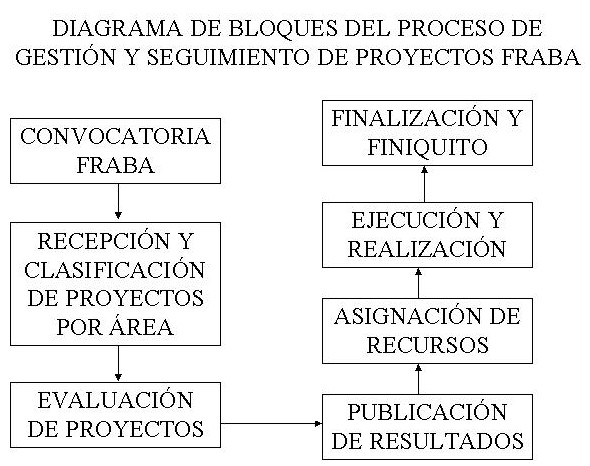 DIAGRAMA DE BLOQUES DEL PROCESO DE
GESTIÓN Y SEGUIMIENTO DE PROYECTOS FRABA
CONVOCATORIA
FRABA
RECEPCIÓN Y
CLASIFICACIÓN
DE PROYECTOS
POR ÁREA
EVALUACIÓN
DE PROYECTOS
PUBLICACIÓN
DE RESULTADOS
ASIGNACIÓN DE
RECURSOS
EJECUCIÓN Y
REALIZACIÓN
FINALIZACIÓN Y
FINIQUITO